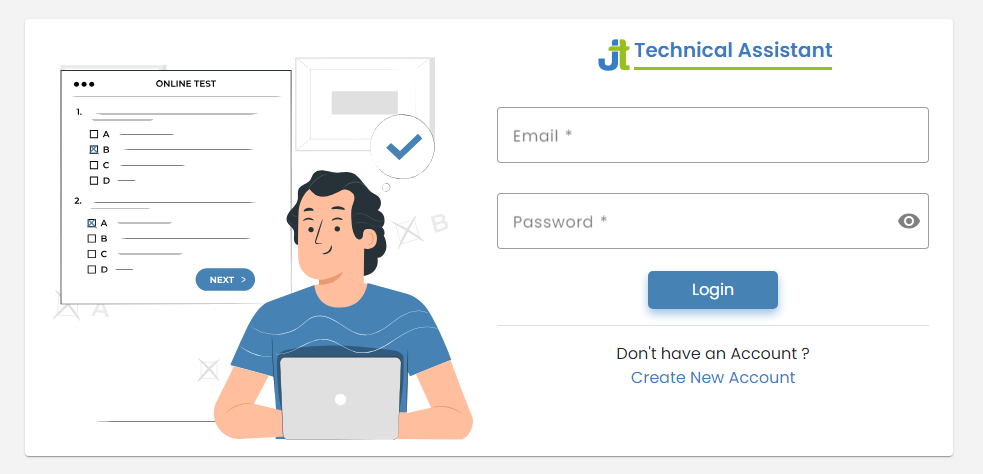 ONLINE TEST
1.
A
B
C
D
2.
A
B
C
D
NEXT >
A
B
jt Technical Assistant
Email *
Password *
Login
Don't have an Account ?
Create New Account